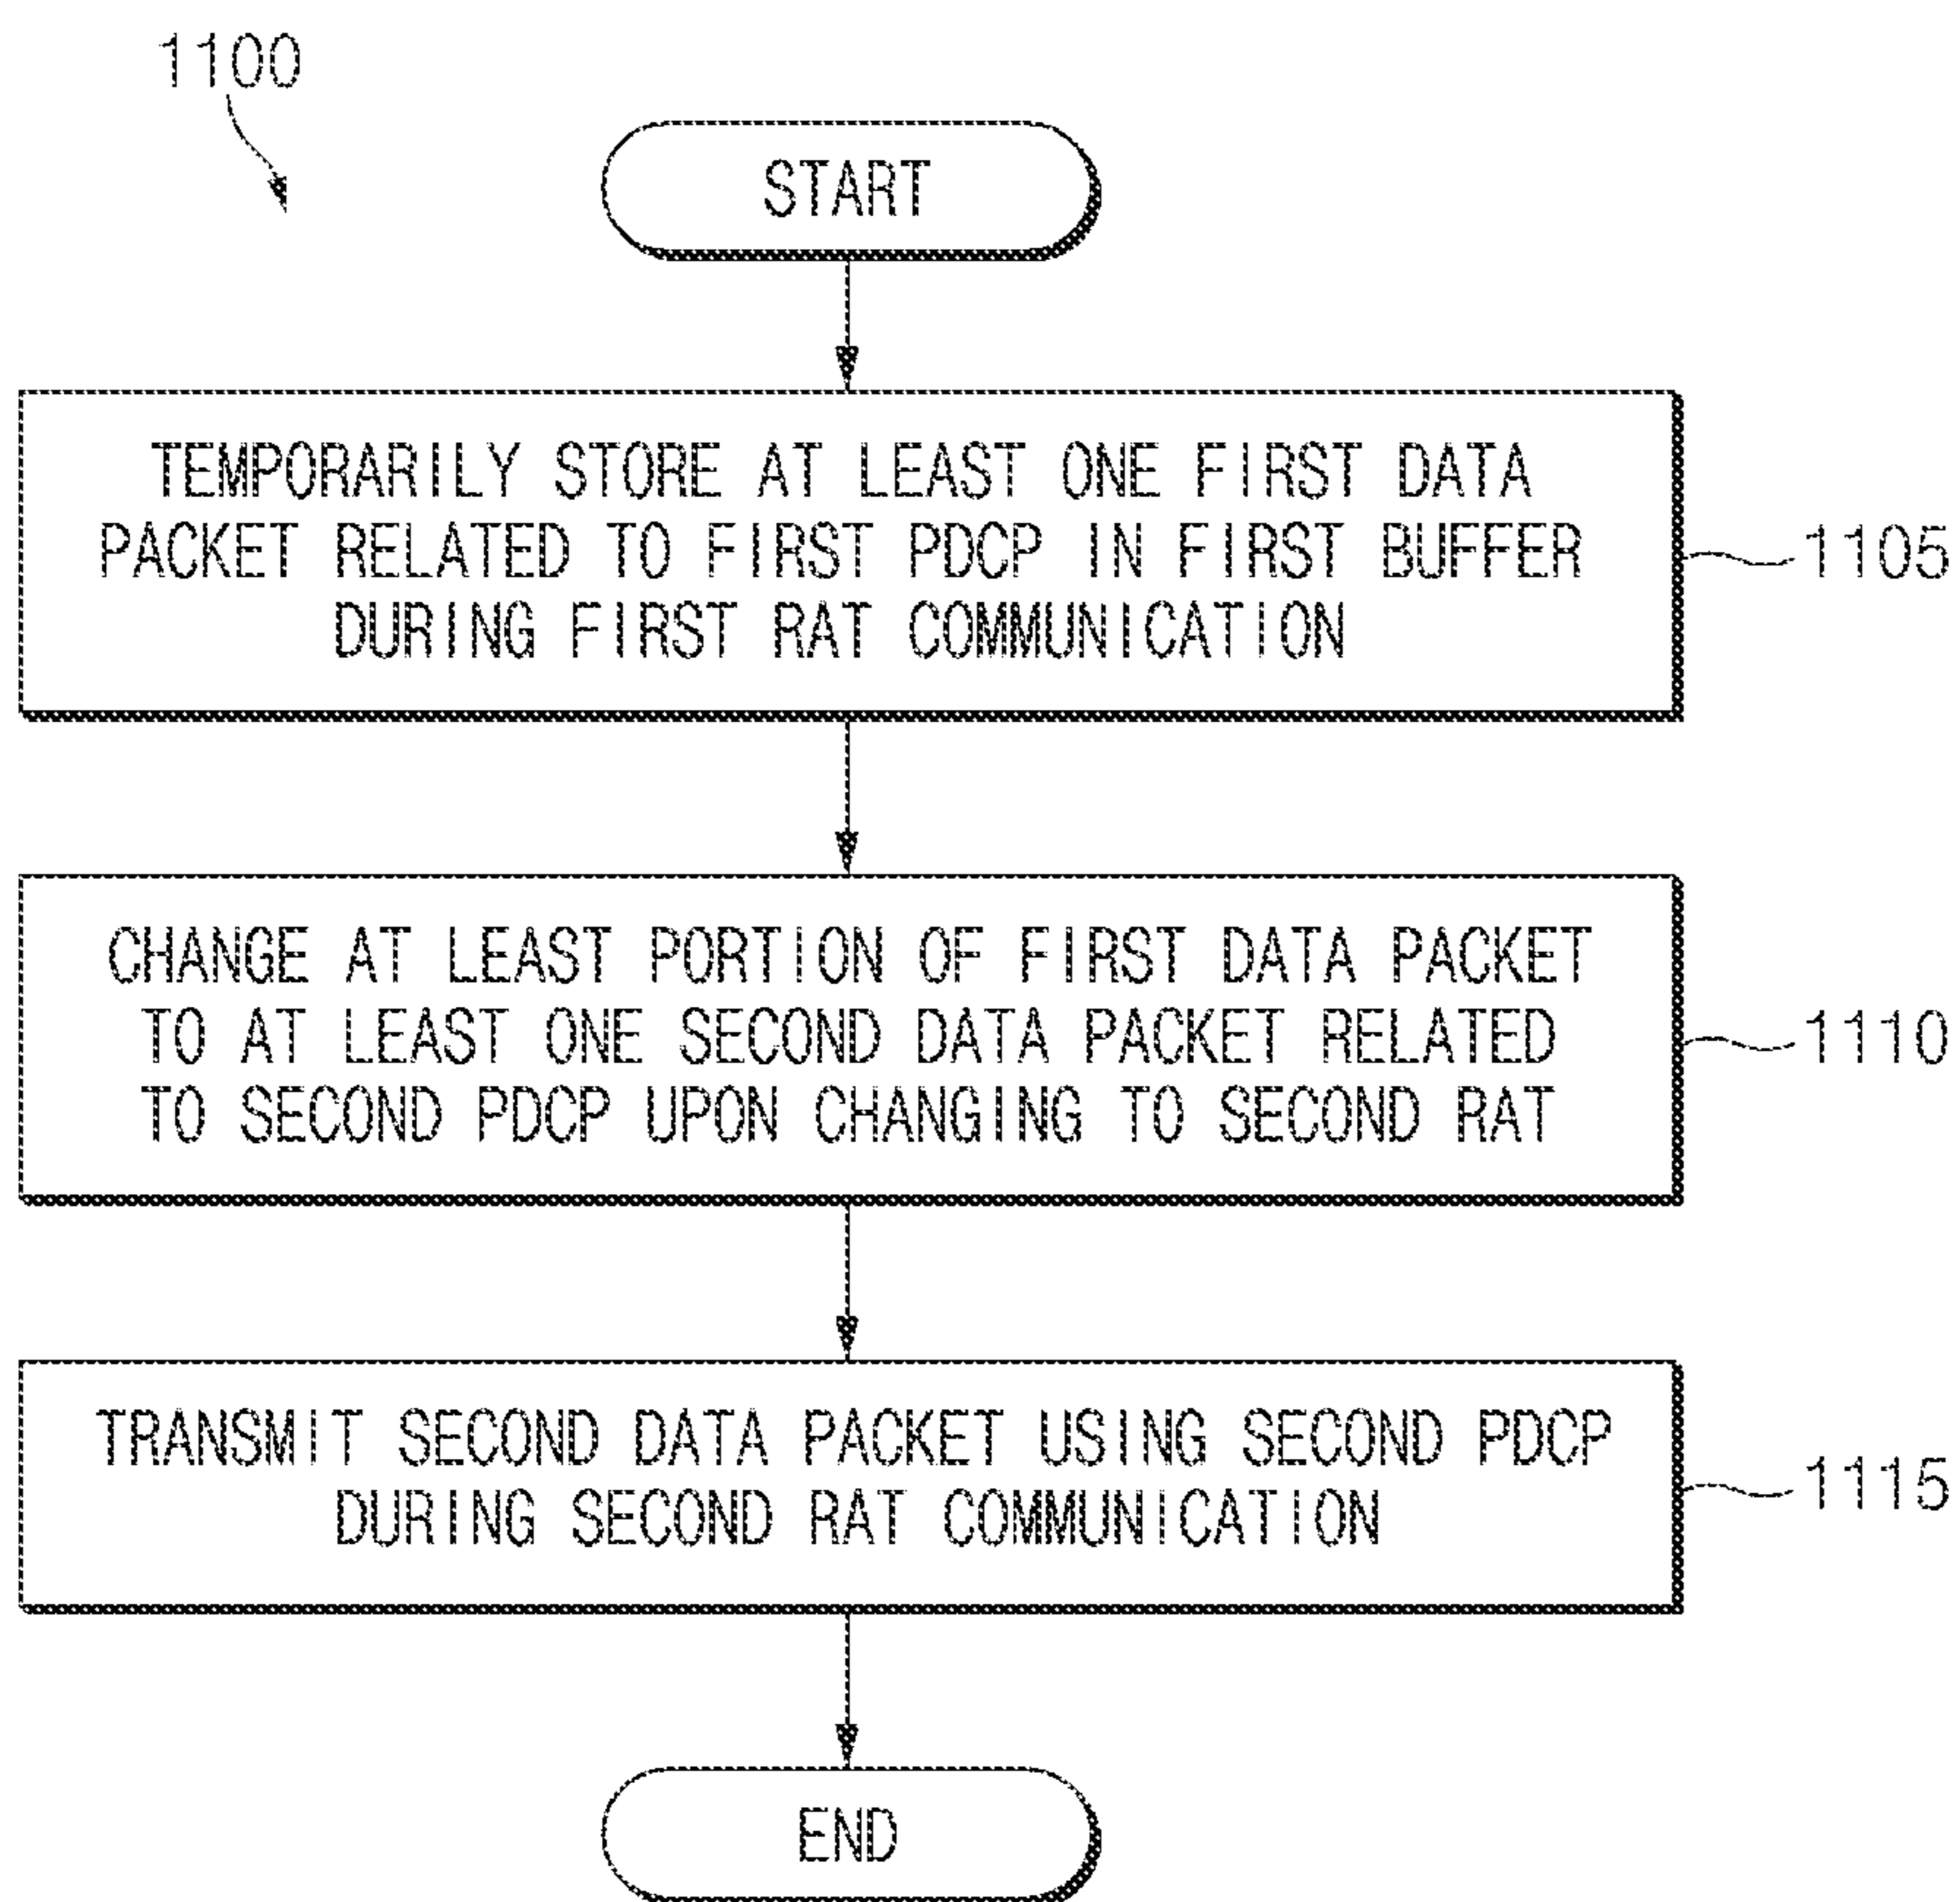 1100
START
TEMPORARILY STORE AT LEAST ONE FIRST DATA
PACKET RELATED TO FIRST PDCP IN FIRST BUFFER
DURING FIRST RAT COMMUNICATION
1105
CHANGE AT LEAST PORTION OF FIRST DATA PACKET
TO AT LEAST ONE SECOND DATA PACKET RELATED
TO SECOND PDCP UPON CHANGING TO SECOND RAT
1110
TRANSMIT SECOND DATA PACKET USING SECOND PDCP
DURING SECOND RAT COMMUNICATION
1115
END